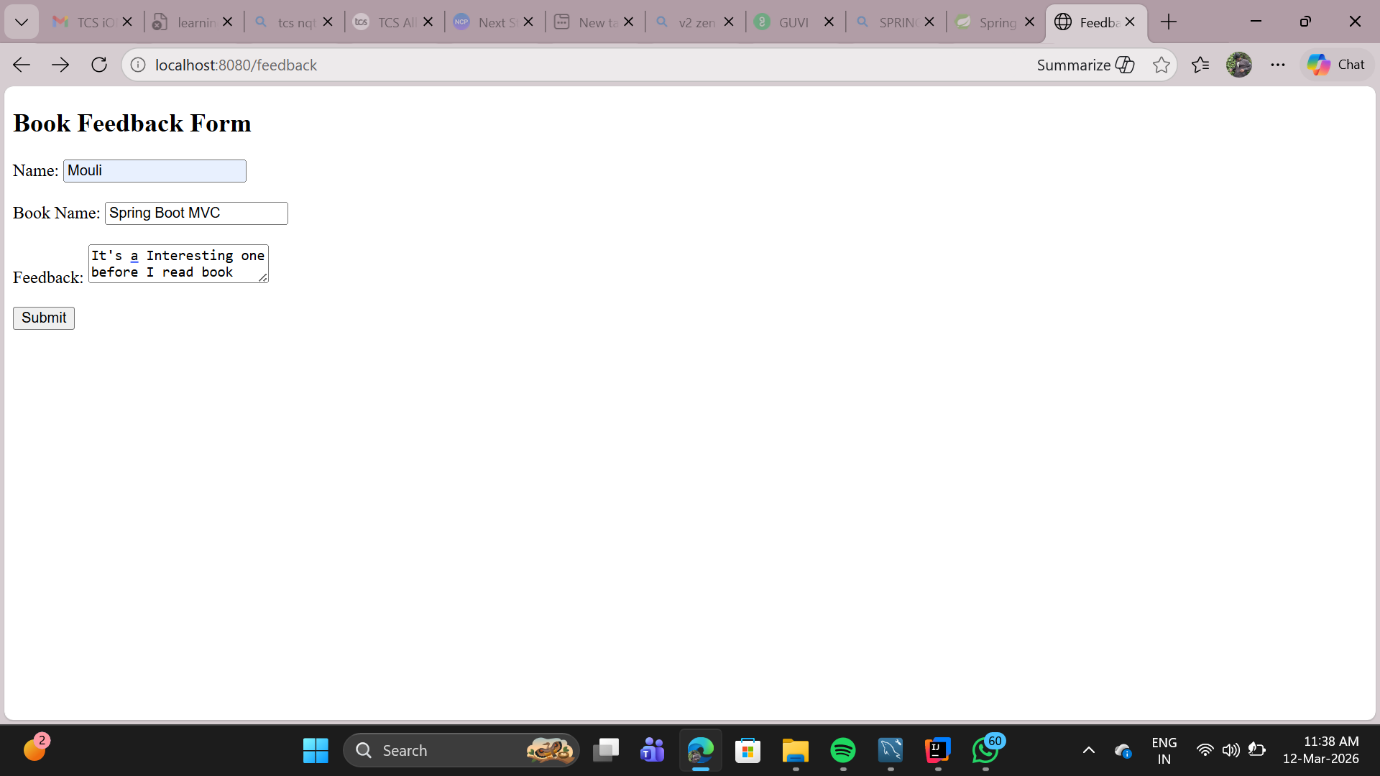 TCS iO
learnin
tcs nqt
tcs
TCS All
NCP
Next S
New ta
v2 zen
GUVI
SPRING
Spring
Feedba
localhost:8080/feedback
Summarize
Chat
Book Feedback Form
Name: Mouli
Book Name: Spring Boot MVC
Feedback: It's a Interesting one
before I read book
Submit
2
Search
60
ENG
IN
11:38 AM
12-Mar-2026